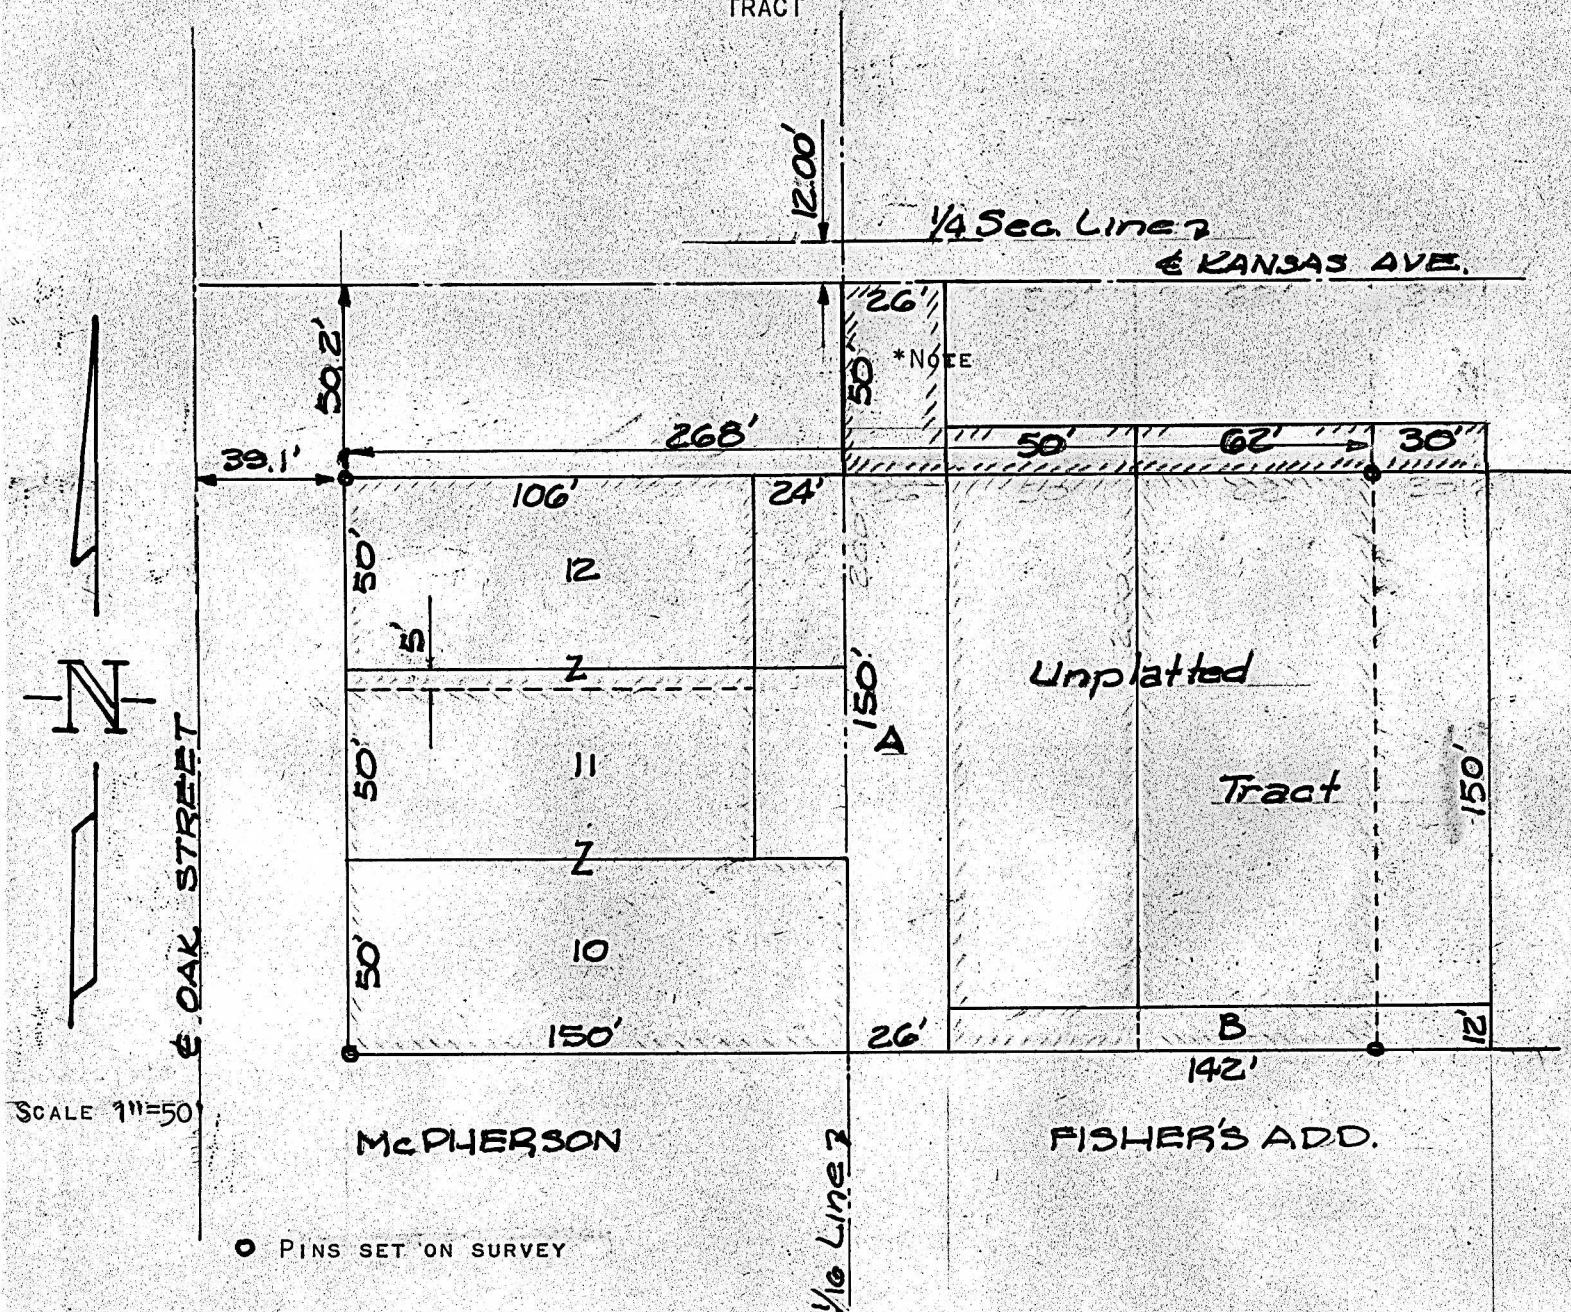 TRACT
12.00'
1/4 Sec. Line
℄ KANSAS AVE.
26'
50.2'
50'
*NOTE
268'
50'
62'
30'
39.1'
106'
24'
50'
12
5'
Z
150'
A
Unplatted
50'
11
Tract
150'
Z
50'
10
℄ OAK STREET
150'
26'
B
12'
142'
SCALE 1"=50'
McPHERSON
FISHER'S ADD.
1/16 Line
PINS SET ON SURVEY
N